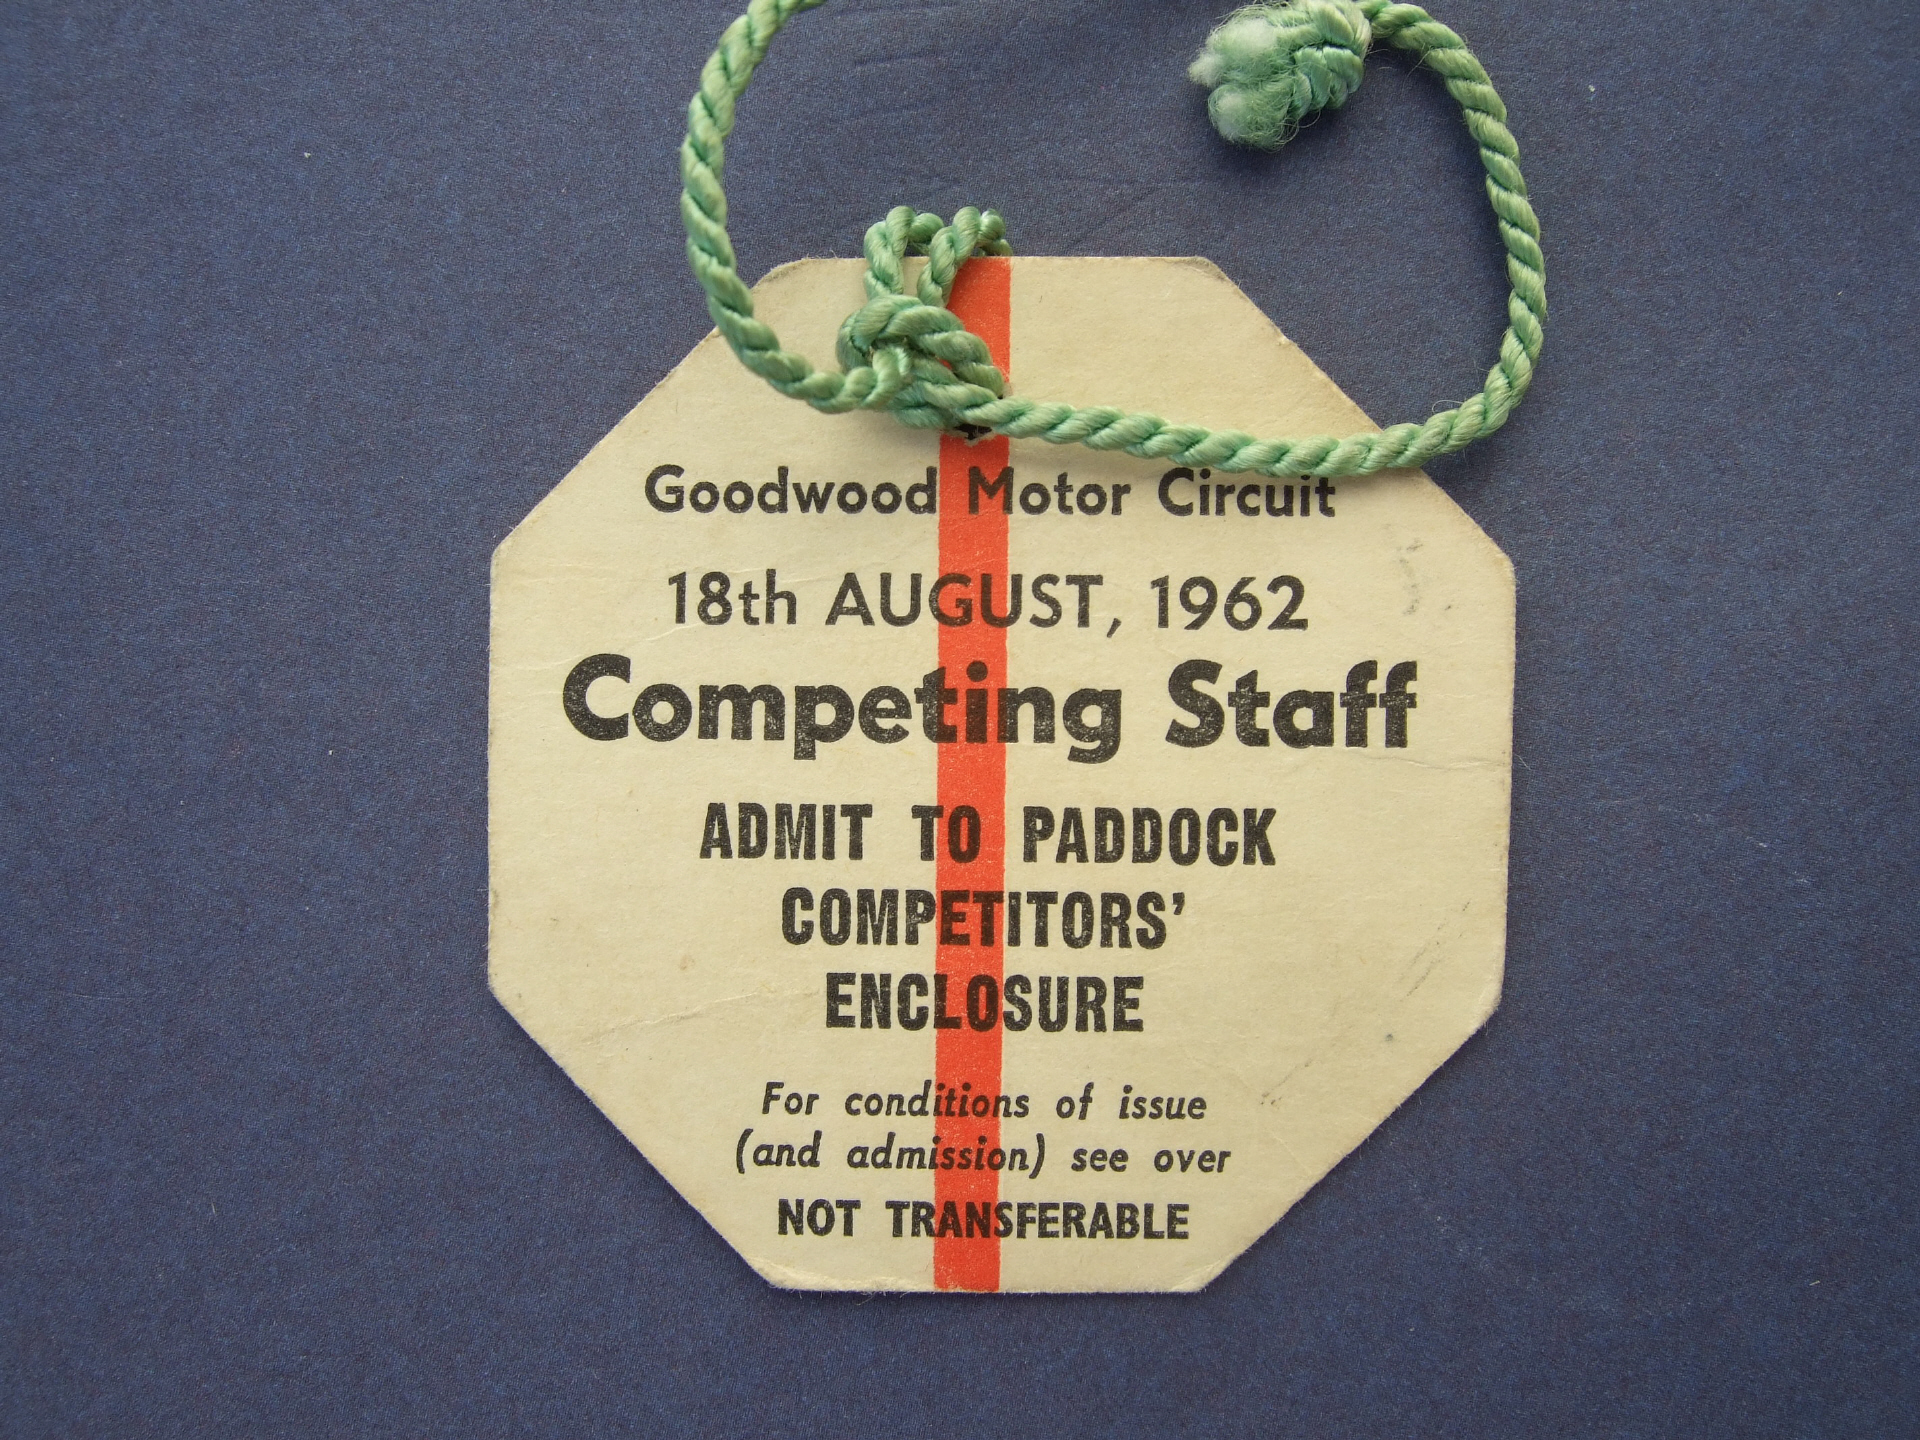 Goodwood Motor Circuit
18th AUGUST, 1962
Competing Staff
ADMIT TO PADDOCK
COMPETITORS'
ENCLOSURE
For conditions of issue
(and admission) see over
NOT TRANSFERABLE